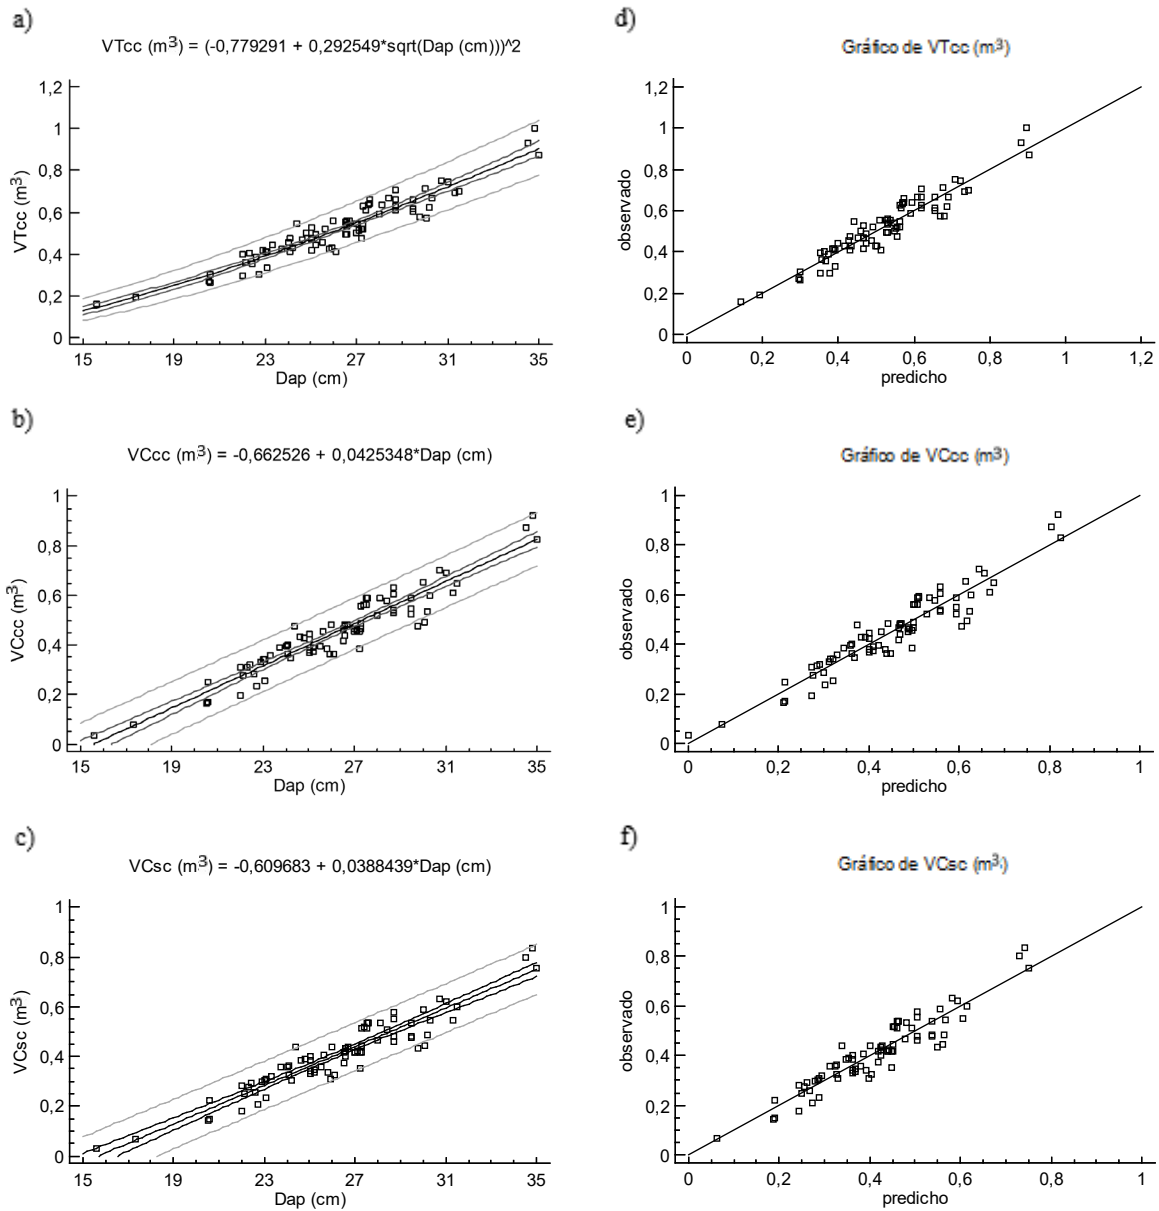 a)
VTcc (m3) = (-0,779291 + 0,292549*sqrt(Dap (cm)))^2
VTcc (m3)
1,2
1
0,8
0,6
0,4
0,2
0
15 19 23 27 31 35
Dap (cm)
d)
Gráfico de VTcc (m3)
observado
1,2
1
0,8
0,6
0,4
0,2
0
0 0,2 0,4 0,6 0,8 1 1,2
predicho
b)
VCcc (m3) = -0,662526 + 0,0425348*Dap (cm)
VCcc (m3)
1
0,8
0,6
0,4
0,2
0
15 19 23 27 31 35
Dap (cm)
e)
Gráfico de VCcc (m3)
observado
1
0,8
0,6
0,4
0,2
0
0 0,2 0,4 0,6 0,8 1
predicho
c)
VCsc (m3) = -0,609683 + 0,0388439*Dap (cm)
VCsc (m3)
1
0,8
0,6
0,4
0,2
0
15 19 23 27 31 35
Dap (cm)
f)
Gráfico de VCsc (m3)
observado
1
0,8
0,6
0,4
0,2
0
0 0,2 0,4 0,6 0,8 1
predicho